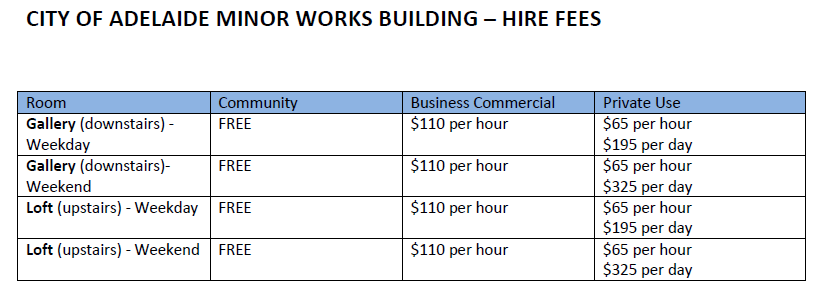 CITY OF ADELAIDE MINOR WORKS BUILDING – HIRE FEES
Room Community Business Commercial Private Use
Gallery (downstairs) - FREE $110 per hour $65 per hour
Weekday $195 per day
Gallery (downstairs)- FREE $110 per hour $65 per hour
Weekend $325 per day
Loft (upstairs) - Weekday FREE $110 per hour $65 per hour
$195 per day
Loft (upstairs) - Weekend FREE $110 per hour $65 per hour
$325 per day